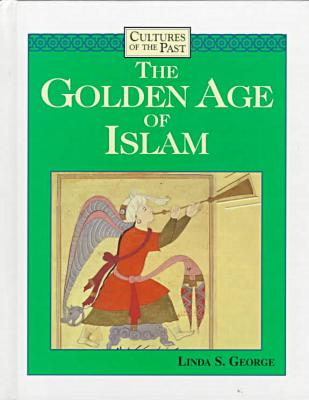 CULTURES
OF THE PAST
THE
GOLDEN AGE
OF
ISLAM
LINDA S. GEORGE